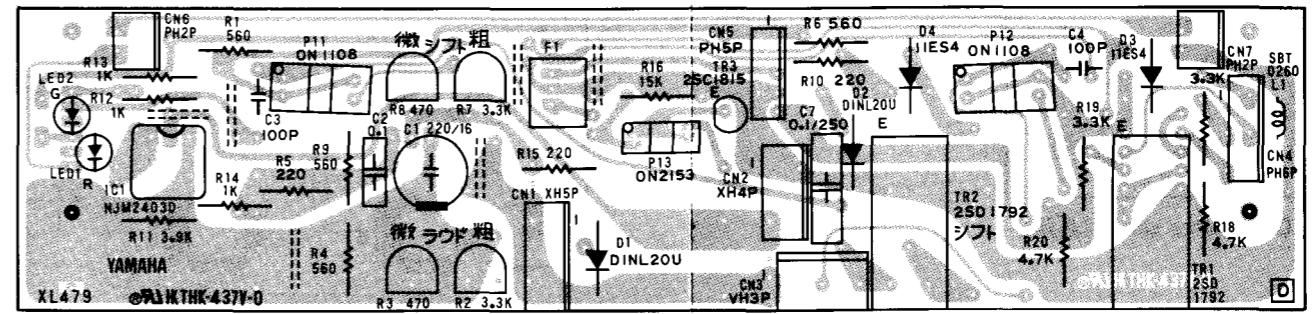 CN6
PH2P
R1
560
P11
ON1108
微 シフト 粗
F1
CN5
PH5P
R6 560
D4
11ES4
P12
ON1108
C4
100P
D3
11ES4
CN7
PH2P
SBT
0260
L1
R13
1K
LED2
G
R12
1K
C3
100P
R8 470
R7 3.3K
R16
15K
TR3
2SC1815
E
R10 220
D2
DINL20U
E
C7
0.1/250
R19
3.3K
3.3K
C2
0.1
C1 220/16
R9
560
LED1
R
IC1
NJM2403D
R14
1K
R5
220
R15 220
P13
ON2153
CN1 XH5P
CN2
XH4P
CN4
PH6P
R11 3.9K
R4
560
微 ラウド 粗
D1
DINL20U
TR2
2SD1792
シフト
R20
4.7K
R18
4.7K
YAMAHA
XL479
KTHK-437V-0
R3 470
R2 3.3K
CN3
VH3P
KTHK-437
TR1
2SD
1792
D